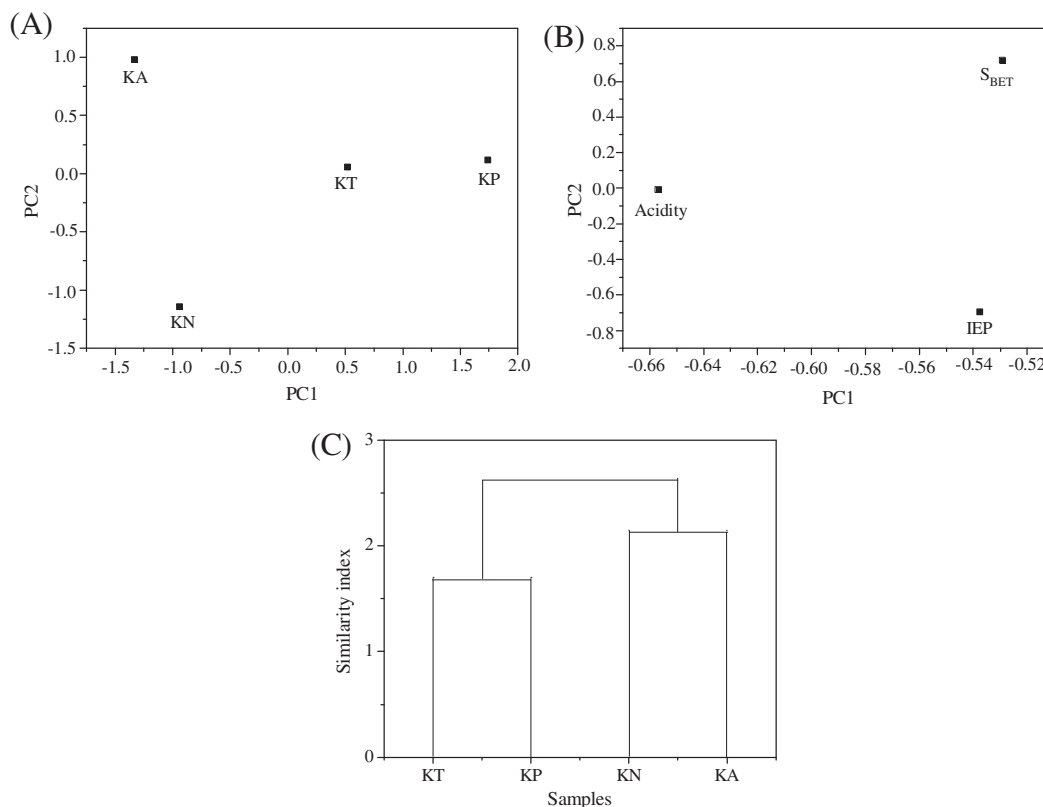 (A)
1.0
0.5
0.0
-0.5
-1.0
-1.5
PC2
KA
KT
KP
KN
-1.5 -1.0 -0.5 0.0 0.5 1.0 1.5 2.0
PC1
(B)
0.8
0.6
0.4
0.2
0.0
-0.2
-0.4
-0.6
-0.8
PC2
S_BET
Acidity
IEP
-0.66 -0.64 -0.62 -0.60 -0.58 -0.56 -0.54 -0.52
PC1
(C)
3
2
1
0
Similarity index
KT KP KN KA
Samples